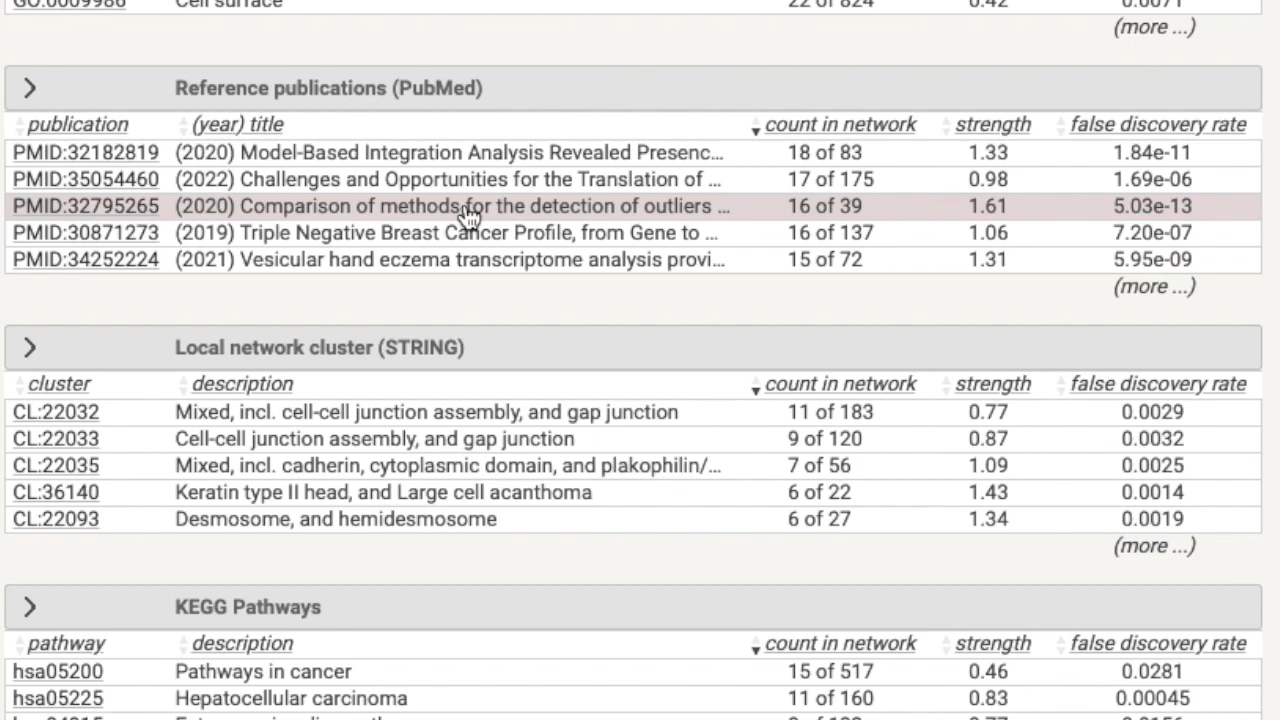 GO:0009986 Cell surface 22 of 824 0.42 0.0071
(more ...)
Reference publications (PubMed)
publication (year) title count in network strength false discovery rate
PMID:32182819 (2020) Model-Based Integration Analysis Revealed Presenc... 18 of 83 1.33 1.84e-11
PMID:35054460 (2022) Challenges and Opportunities for the Translation of ... 17 of 175 0.98 1.69e-06
PMID:32795265 (2020) Comparison of methods for the detection of outliers ... 16 of 39 1.61 5.03e-13
PMID:30871273 (2019) Triple Negative Breast Cancer Profile, from Gene to ... 16 of 137 1.06 7.20e-07
PMID:34252224 (2021) Vesicular hand eczema transcriptome analysis provi... 15 of 72 1.31 5.95e-09
(more ...)
Local network cluster (STRING)
cluster description count in network strength false discovery rate
CL:22032 Mixed, incl. cell-cell junction assembly, and gap junction 11 of 183 0.77 0.0029
CL:22033 Cell-cell junction assembly, and gap junction 9 of 120 0.87 0.0032
CL:22035 Mixed, incl. cadherin, cytoplasmic domain, and plakophilin/... 7 of 56 1.09 0.0025
CL:36140 Keratin type II head, and Large cell acanthoma 6 of 22 1.43 0.0014
CL:22093 Desmosome, and hemidesmosome 6 of 27 1.34 0.0019
(more ...)
KEGG Pathways
pathway description count in network strength false discovery rate
hsa05200 Pathways in cancer 15 of 517 0.46 0.0281
hsa05225 Hepatocellular carcinoma 11 of 160 0.83 0.00045